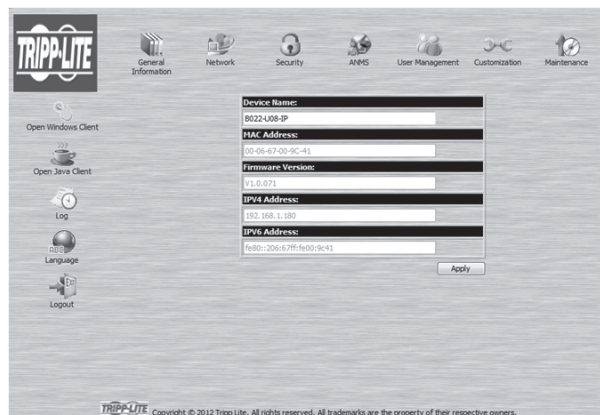 TRIPP·LITE
General Information
Network
Security
ANMS
User Management
Customization
Maintenance
Open Windows Client
Open Java Client
Log
ABC
Language
Exit
Logout
Device Name:
B022-U08-IP
MAC Address:
00-06-67-00-9C-41
Firmware Version:
V1.0.071
IPV4 Address:
192.168.1.180
IPV6 Address:
fe80::206:67ff:fe00:9c41
Apply
TRIPP·LITE Copyright © 2012 Tripp Lite. All rights reserved. All trademarks are the property of their respective owners.